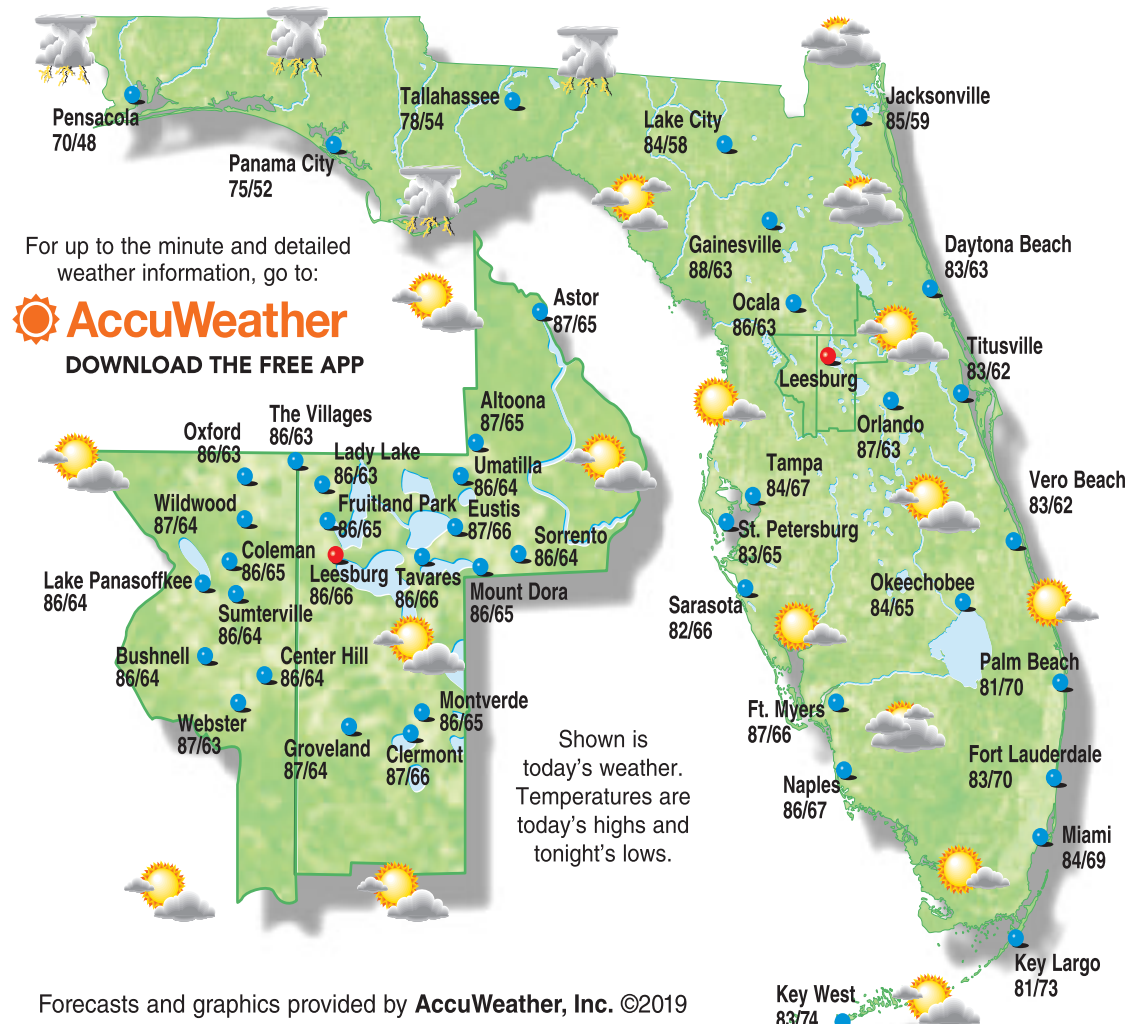 Pensacola
70/48
Panama City
75/52
Tallahassee
78/54
Lake City
84/58
Jacksonville
85/59
Gainesville
88/63
Daytona Beach
83/63
Ocala
86/63
Titusville
83/62
Leesburg
Orlando
87/63
Tampa
84/67
Vero Beach
83/62
St. Petersburg
83/65
Okeechobee
84/65
Sarasota
82/66
Palm Beach
81/70
Ft. Myers
87/66
Fort Lauderdale
83/70
Naples
86/67
Miami
84/69
Key Largo
81/73
Key West
83/74
For up to the minute and detailed
weather information, go to:
AccuWeather
DOWNLOAD THE FREE APP
Astor
87/65
Altoona
87/65
The Villages
86/63
Oxford
86/63
Lady Lake
86/63
Umatilla
86/64
Wildwood
87/64
Fruitland Park
86/65
Eustis
87/66
Sorrento
86/64
Coleman
86/65
Leesburg
86/66
Tavares
86/66
Mount Dora
86/65
Lake Panasoffkee
86/64
Sumterville
86/64
Bushnell
86/64
Center Hill
86/64
Montverde
86/65
Webster
87/63
Groveland
87/64
Clermont
87/66
Shown is
today's weather.
Temperatures are
today's highs and
tonight's lows.
Forecasts and graphics provided by AccuWeather, Inc. ©2019